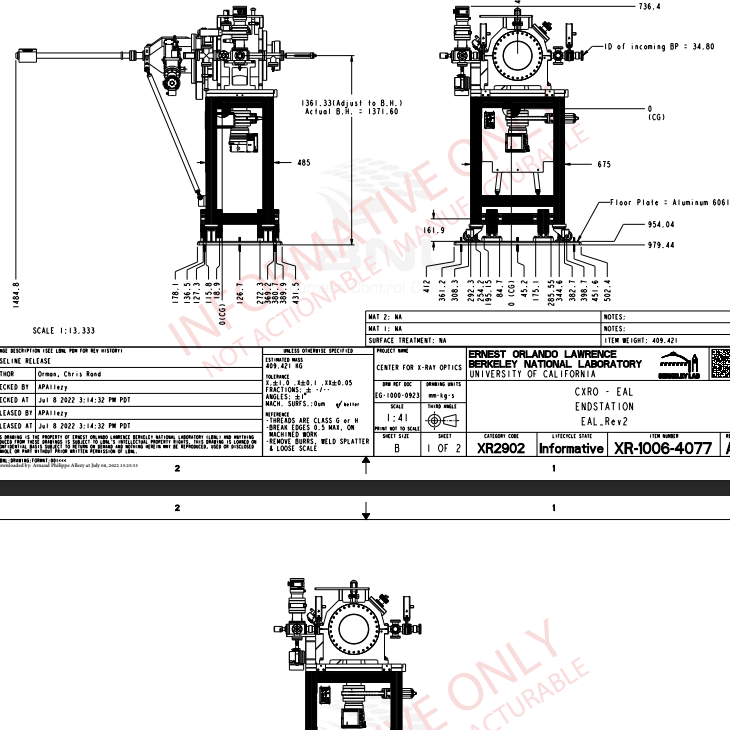 736.4
ID of incoming BP = 34.80
1361.33(Adjust to B.H.)
Actual B.H. = 1371.60
0
(CG)
485
675
Floor Plate = Aluminum 6061
161.9
954.04
979.44
1484.8
178.1
136.5
127.3
115.8
18.9
0(CG)
126.7
272.3
369.2
380.7
389.9
431.5
412
361.2
308.3
292.3
254.2
195.15
84.7
0 (CG)
45.2
175.1
285.55
344.6
382.7
398.7
451.6
502.4
INFORMATIVE ONLY
NOT ACTIONABLE / MANUFACTURABLE
SCALE 1:13.333
MAT 2: NA
NOTES:
MAT 1: NA
NOTES:
SURFACE TREATMENT: NA
ITEM WEIGHT: 409.421
NGE DESCRIPTION (SEE LBNL PDM FOR REV HISTORY)
SELINE RELEASE
THOR
Orman, Chris Rand
ECKED BY
APAllezy
ECKED AT
Jul 8 2022 3:14:32 PM PDT
LEASED BY
APAllezy
LEASED AT
Jul 8 2022 3:14:32 PM PDT
UNLESS OTHERWISE SPECIFIED
ESTIMATED MASS
409.421 KG
TOLERANCE
X.±1.0 .X±0.1 .XX±0.05
FRACTIONS: ± -/--
ANGLES: ±1°
MACH. SURFS.:0um or better
REFERENCE
-THREADS ARE CLASS G or H
-BREAK EDGES 0.5 MAX. ON
MACHINED WORK
-REMOVE BURRS, WELD SPLATTER
& LOOSE SCALE
PROJECT NAME
CENTER FOR X-RAY OPTICS
DRW REF DOC
EG-1000-0923
DRAWING UNITS
mm-kg-s
SCALE
1:41
PRINT NOT TO SCALE
THIRD ANGLE
SHEET SIZE
B
SHEET
1 OF 2
ERNEST ORLANDO LAWRENCE
BERKELEY NATIONAL LABORATORY
UNIVERSITY OF CALIFORNIA
BERKELEY LAB
CXRO - EAL
ENDSTATION
EAL_Rev2
CATEGORY CODE
XR2902
LIFECYCLE STATE
Informative
ITEM NUMBER
XR-1006-4077
A
2
1
2
1